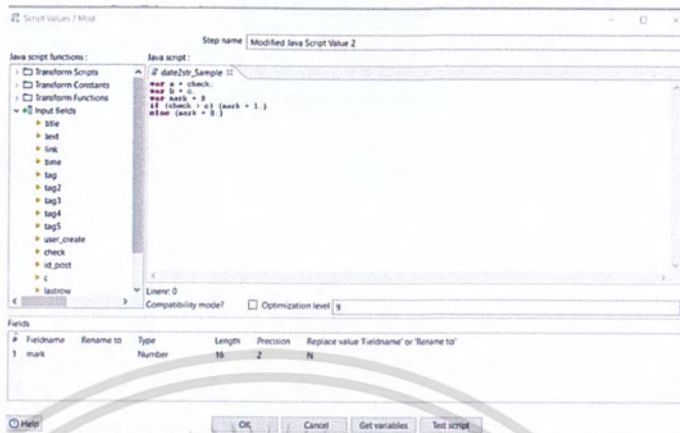 Script Values / Mod
Step name Modified Java Script Value 2
Java script functions :
Java script :
Transform Scripts
Transform Constants
Transform Functions
Input fields
title
text
link
time
tag
tag2
tag3
tag4
tag5
user_create
check
id_post
c
lastrow
date2str_Sample
var a = check;
var b = c;
var mark = 0
if (check > c) {mark = 1;}
else {mark = 0;}
Linenr: 0
Compatibility mode?
Optimization level 9
Fields
# Fieldname Rename to Type Length Precision Replace value 'Fieldname' or 'Rename to'
1 mark Number 16 2 N
Help OK Cancel Get variables Test script